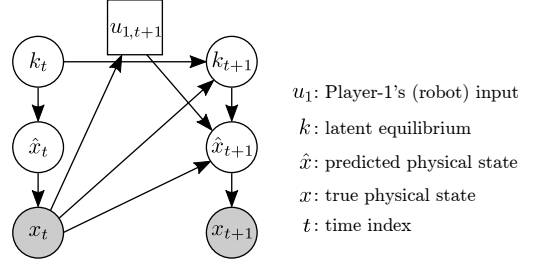 u_{1,t+1}
k_t
k_{t+1}
x̂_t
x̂_{t+1}
x_t
x_{t+1}
u_1: Player-1's (robot) input
k: latent equilibrium
x̂: predicted physical state
x: true physical state
t: time index